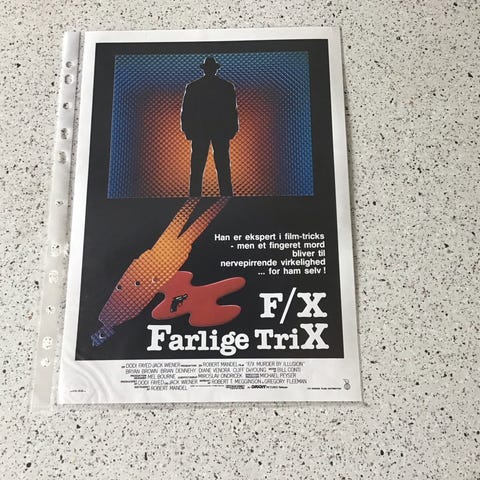 Han er ekspert i film-tricks
- men et fingeret mord
bliver til
nervepirrende virkelighed
... for ham selv !
F/X
Farlige TriX
DODI FAYED/JACK WIENER ROBERT MANDEL "F/X MURDER BY ILLUSION"
BRYAN BROWN BRIAN DENNEHY DIANE VENORA CLIFF DEYOUNG BILL CONTI
MEL BOURNE MIROSLAV ONDRICEK MICHAEL PEYSER
DODI FAYED JACK WIENER ROBERT T. MEGGINSON GREGORY FLEEMAN
ROBERT MANDEL ORION